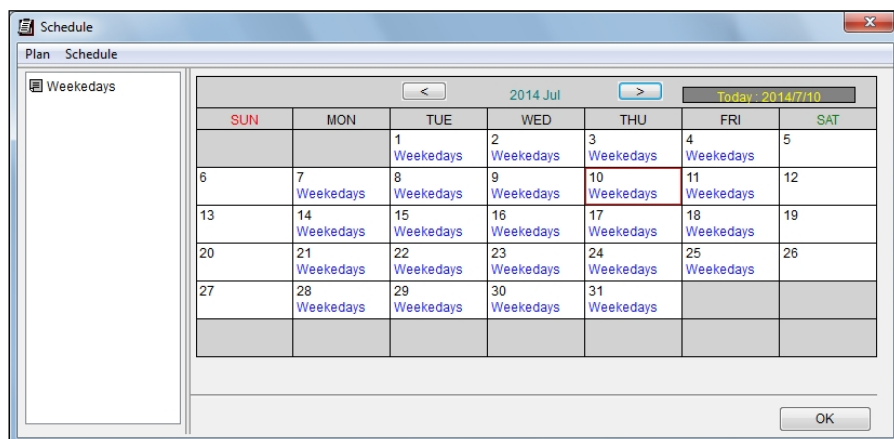 Schedule
Plan Schedule
Weekedays
< 2014 Jul > Today : 2014/7/10
SUN MON TUE WED THU FRI SAT
1 2 3 4 5
Weekedays Weekedays Weekedays Weekedays
6 7 8 9 10 11 12
Weekedays Weekedays Weekedays Weekedays Weekedays
13 14 15 16 17 18 19
Weekedays Weekedays Weekedays Weekedays Weekedays
20 21 22 23 24 25 26
Weekedays Weekedays Weekedays Weekedays Weekedays
27 28 29 30 31
Weekedays Weekedays Weekedays Weekedays
OK